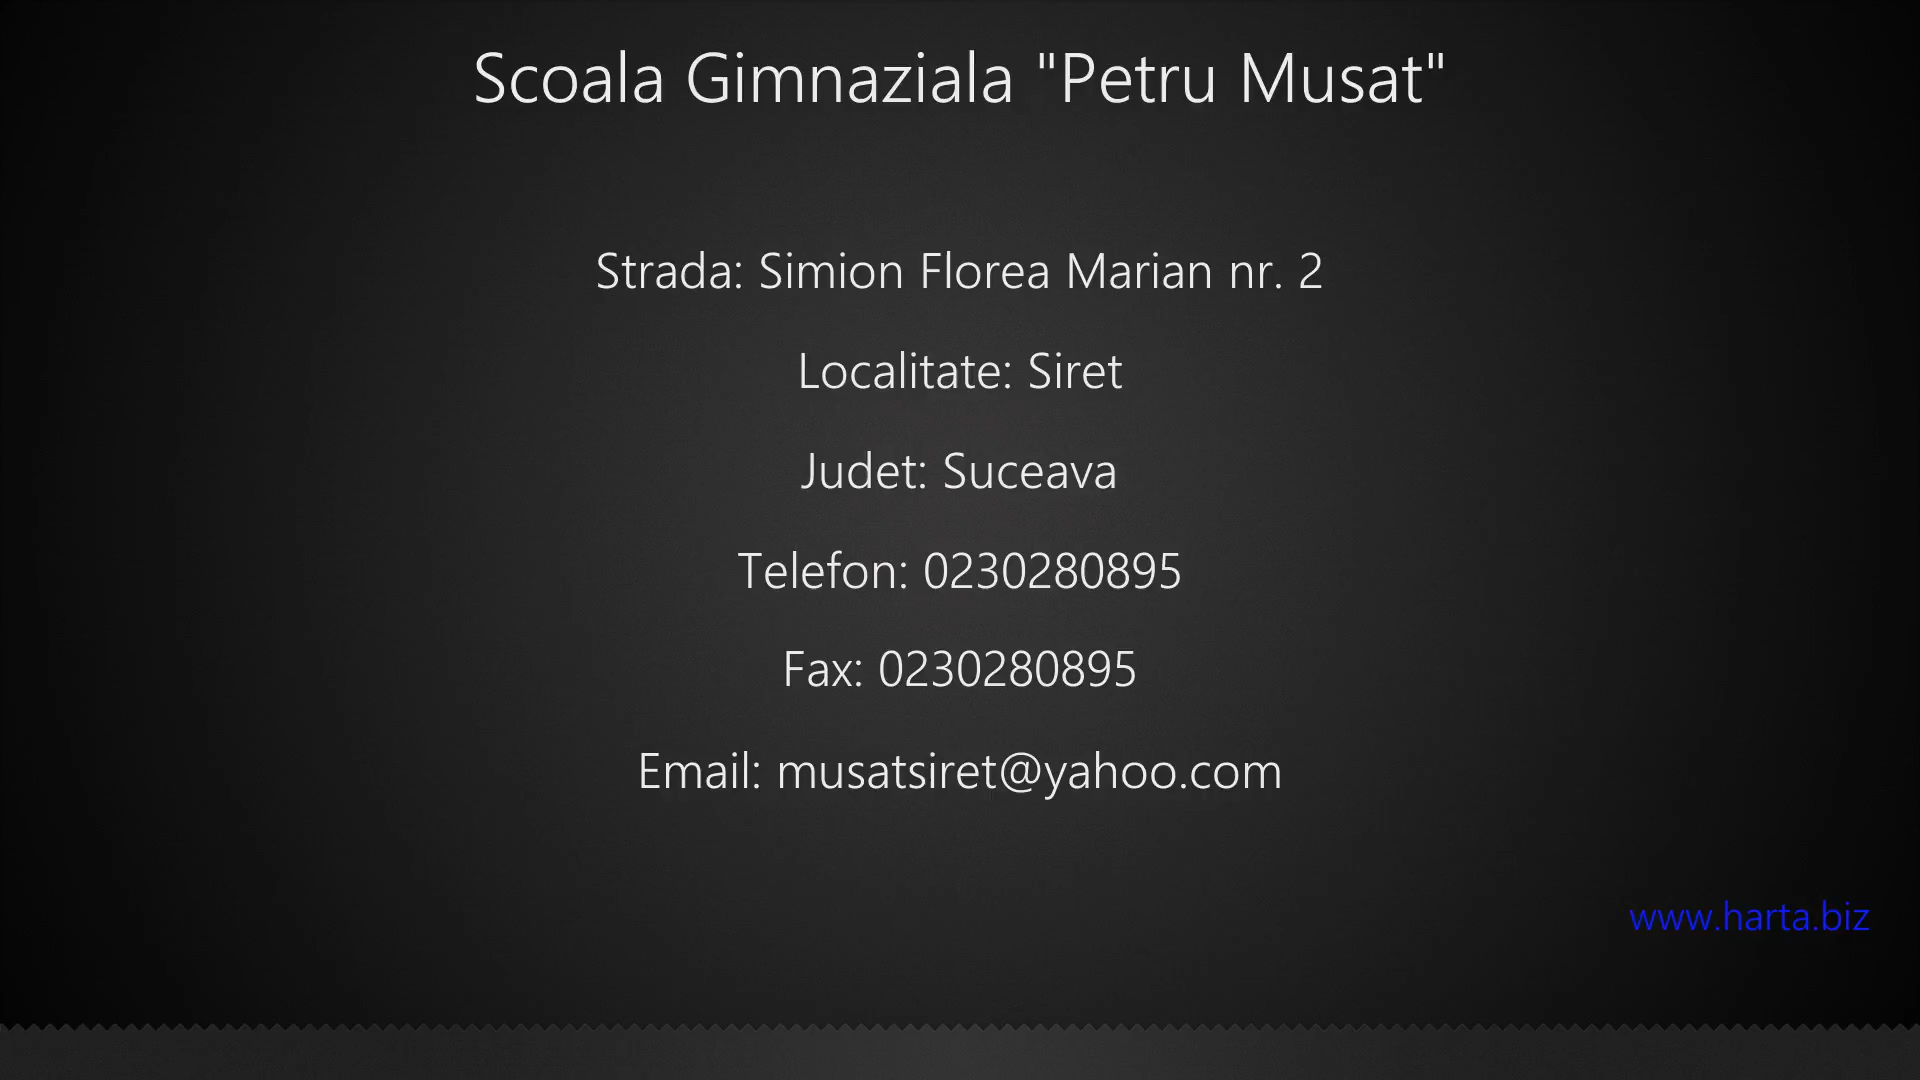 Scoala Gimnaziala "Petru Musat"
Strada: Simion Florea Marian nr. 2
Localitate: Siret
Judet: Suceava
Telefon: 0230280895
Fax: 0230280895
Email: musatsiret@yahoo.com
www.harta.biz